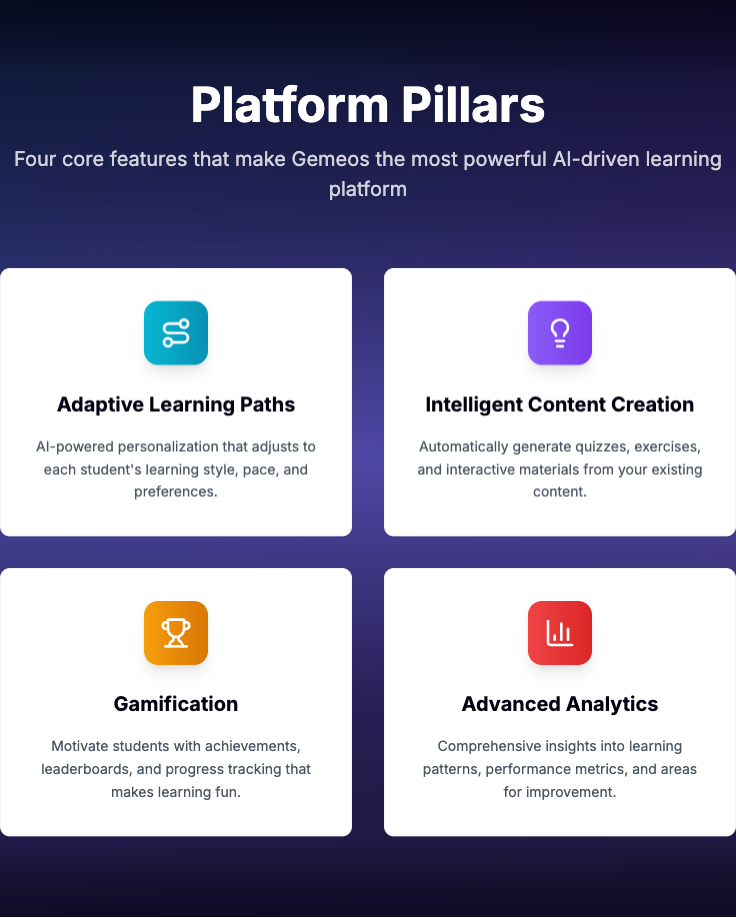 Platform Pillars
Four core features that make Gemeos the most powerful AI-driven learning
platform
Adaptive Learning Paths
AI-powered personalization that adjusts to
each student's learning style, pace, and
preferences.
Intelligent Content Creation
Automatically generate quizzes, exercises,
and interactive materials from your existing
content.
Gamification
Motivate students with achievements,
leaderboards, and progress tracking that
makes learning fun.
Advanced Analytics
Comprehensive insights into learning
patterns, performance metrics, and areas
for improvement.